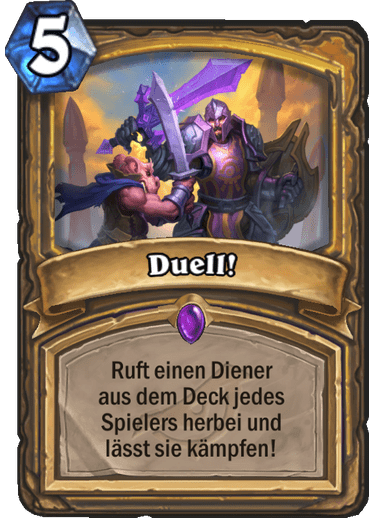 5
Duell!
Ruft einen Diener
aus dem Deck jedes
Spielers herbei und
lässt sie kämpfen!